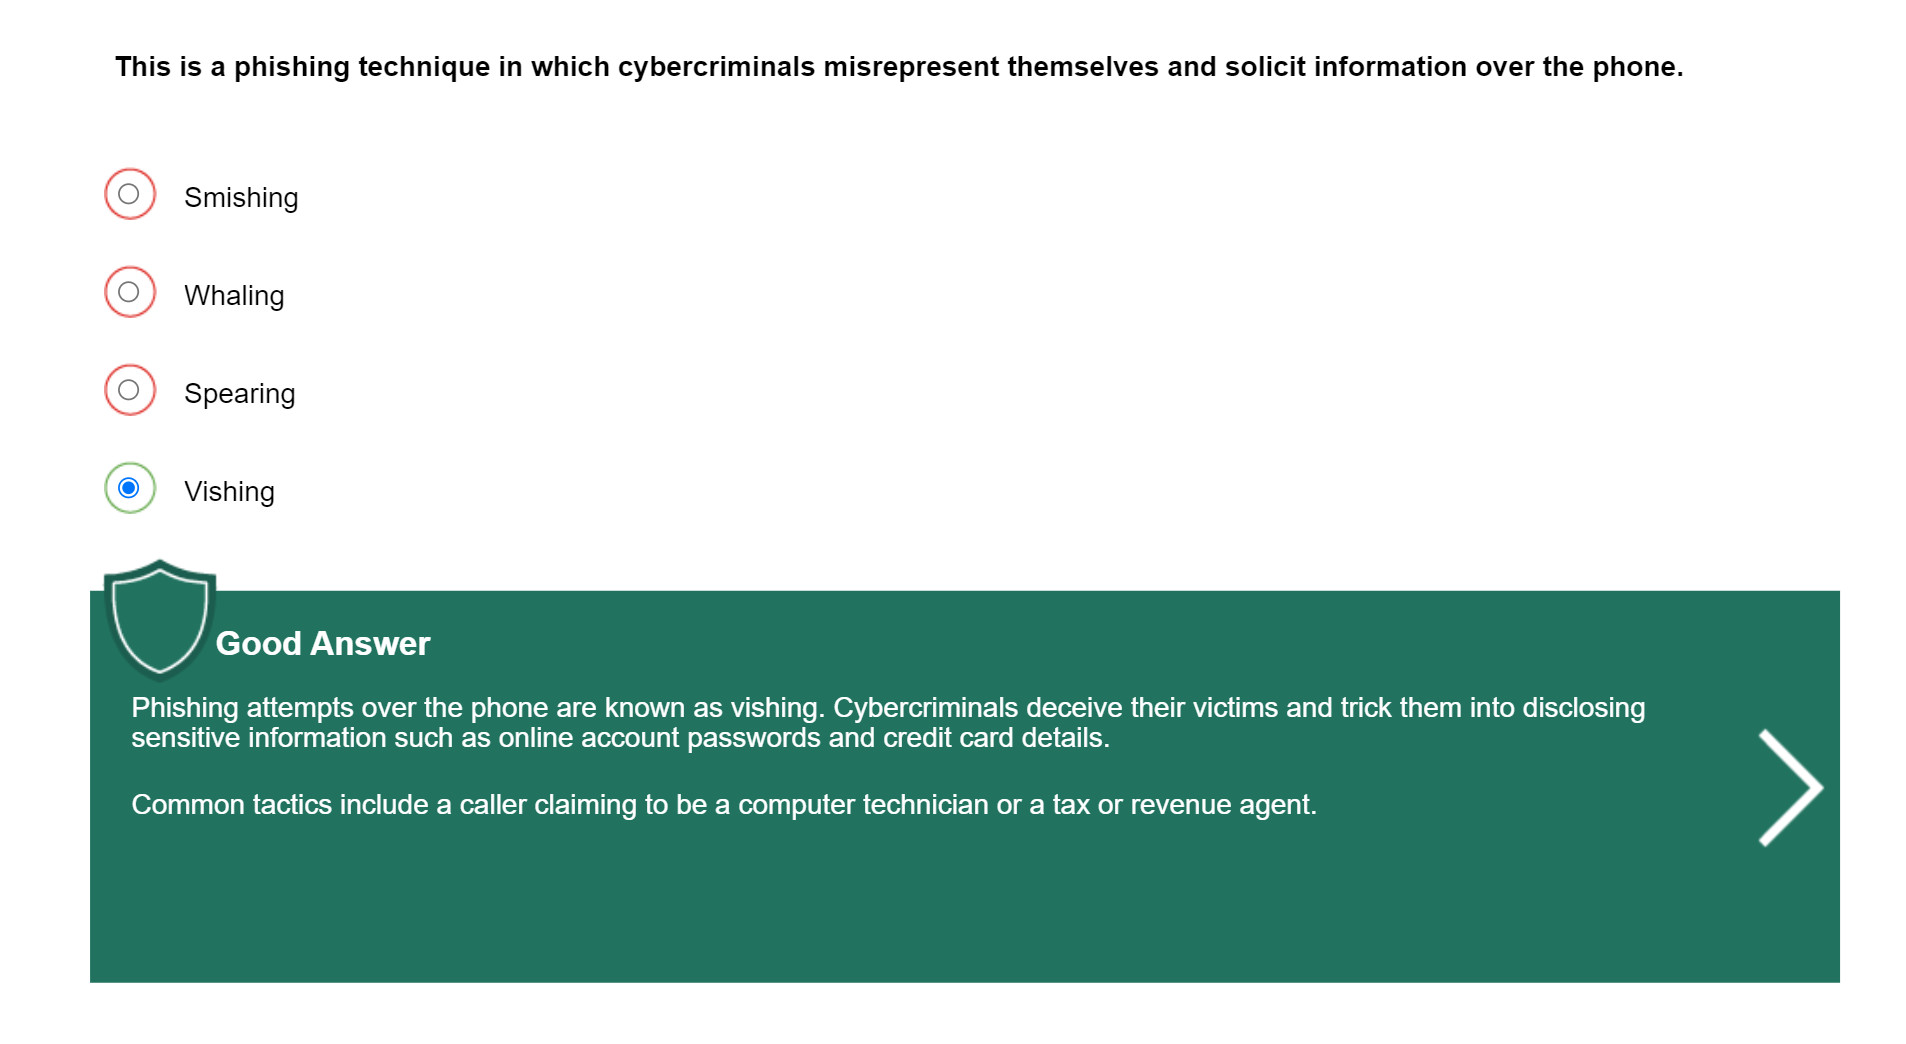 This is a phishing technique in which cybercriminals misrepresent themselves and solicit information over the phone.
Smishing
Whaling
Spearing
Vishing
Good Answer
Phishing attempts over the phone are known as vishing. Cybercriminals deceive their victims and trick them into disclosing
sensitive information such as online account passwords and credit card details.
Common tactics include a caller claiming to be a computer technician or a tax or revenue agent.